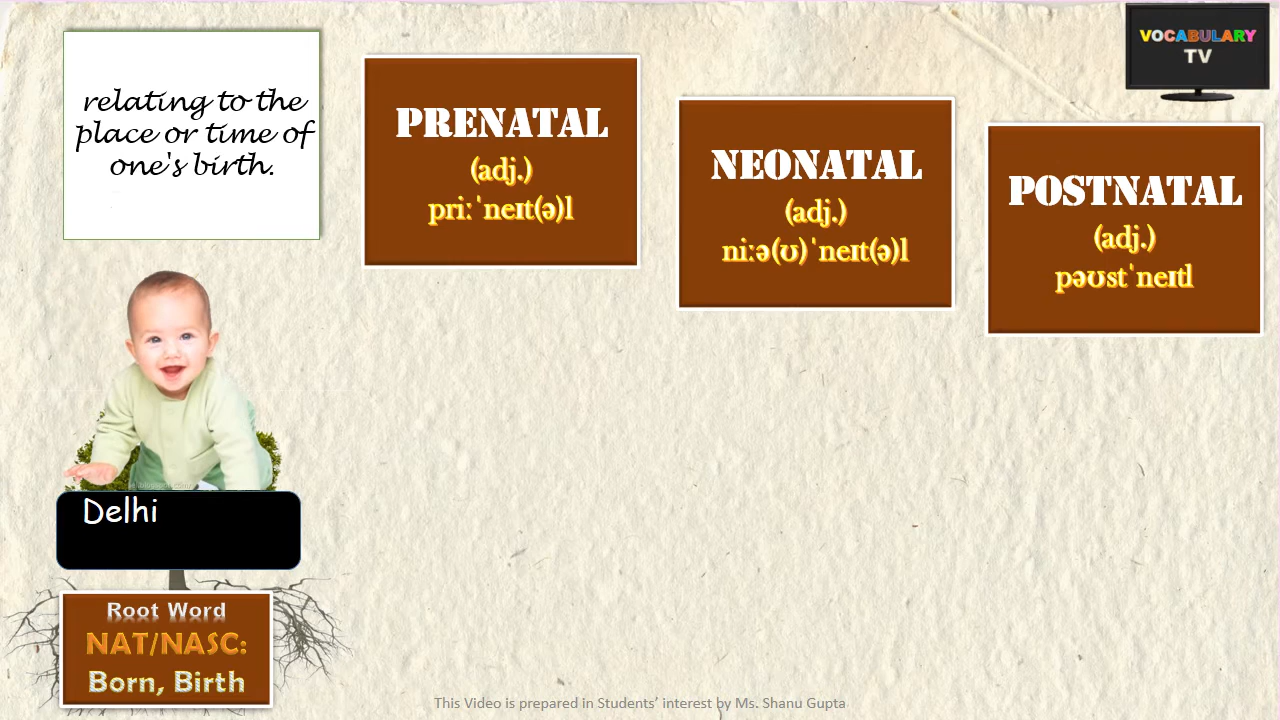 relating to the
place or time of
one's birth.
PRENATAL
(adj.)
priːˈneɪt(ə)l
NEONATAL
(adj.)
niːə(ʊ)ˈneɪt(ə)l
POSTNATAL
(adj.)
pəʊstˈneɪtl
VOCABULARY
TV
Delhi
Root Word
NAT/NASC:
Born, Birth
This Video is prepared in Students’ interest by Ms. Shanu Gupta